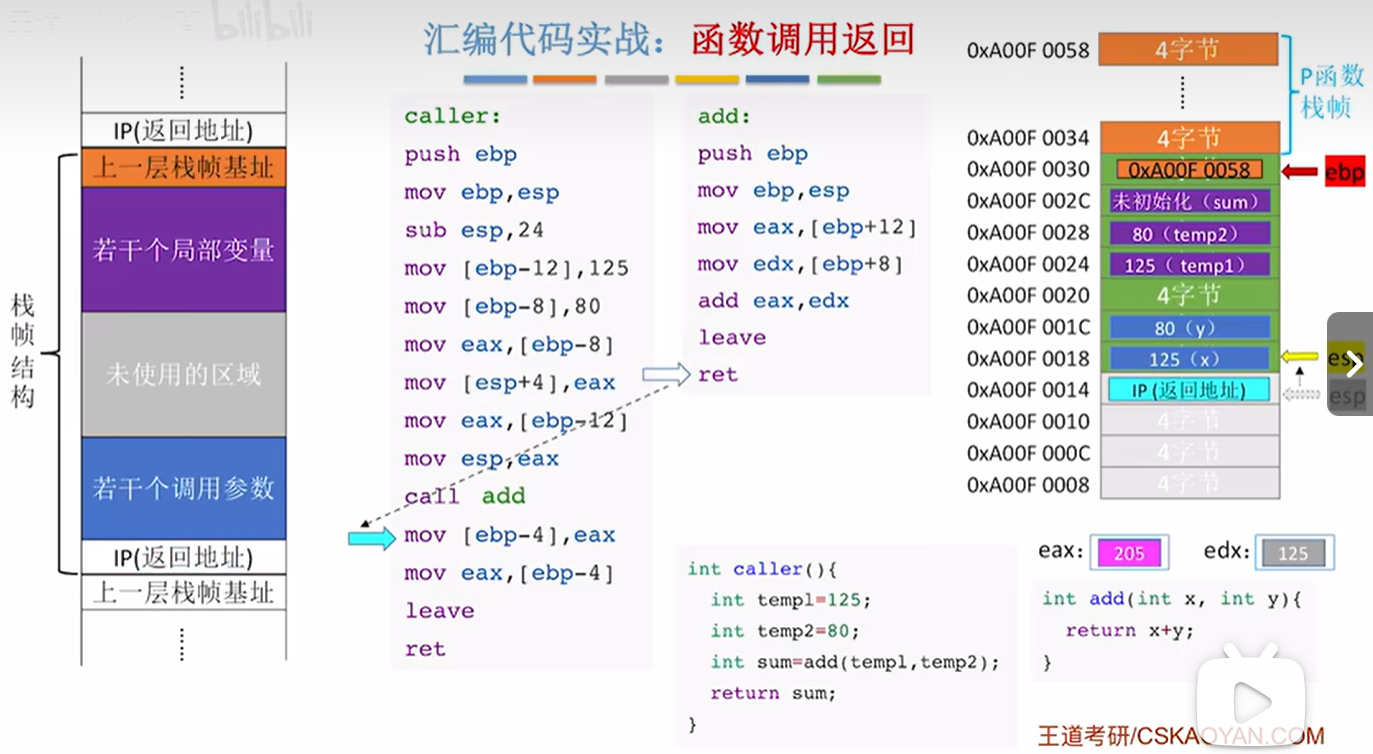 bilibili
汇编代码实战：函数调用返回
IP(返回地址)
上一层栈帧基址
若干个局部变量
未使用的区域
若干个调用参数
IP(返回地址)
上一层栈帧基址
栈帧结构
caller:
push ebp
mov ebp,esp
sub esp,24
mov [ebp-12],125
mov [ebp-8],80
mov eax,[ebp-8]
mov [esp+4],eax
mov eax,[ebp-12]
mov esp,eax
call add
mov [ebp-4],eax
mov eax,[ebp-4]
leave
ret
add:
push ebp
mov ebp,esp
mov eax,[ebp+12]
mov edx,[ebp+8]
add eax,edx
leave
ret
int caller(){
int temp1=125;
int temp2=80;
int sum=add(temp1,temp2);
return sum;
}
0xA00F 0058 4字节
P函数
栈帧
0xA00F 0034 4字节
0xA00F 0030 0xA00F 0058 ebp
0xA00F 002C 未初始化（sum）
0xA00F 0028 80（temp2）
0xA00F 0024 125（ temp1）
0xA00F 0020 4字节
0xA00F 001C 80（y）
0xA00F 0018 125（x） esp
0xA00F 0014 IP (返回地址) esp
0xA00F 0010 4字节
0xA00F 000C 4字节
0xA00F 0008 4字节
eax: 205 edx: 125
int add(int x, int y){
return x+y;
}
王道考研/CSKAOYAN.COM